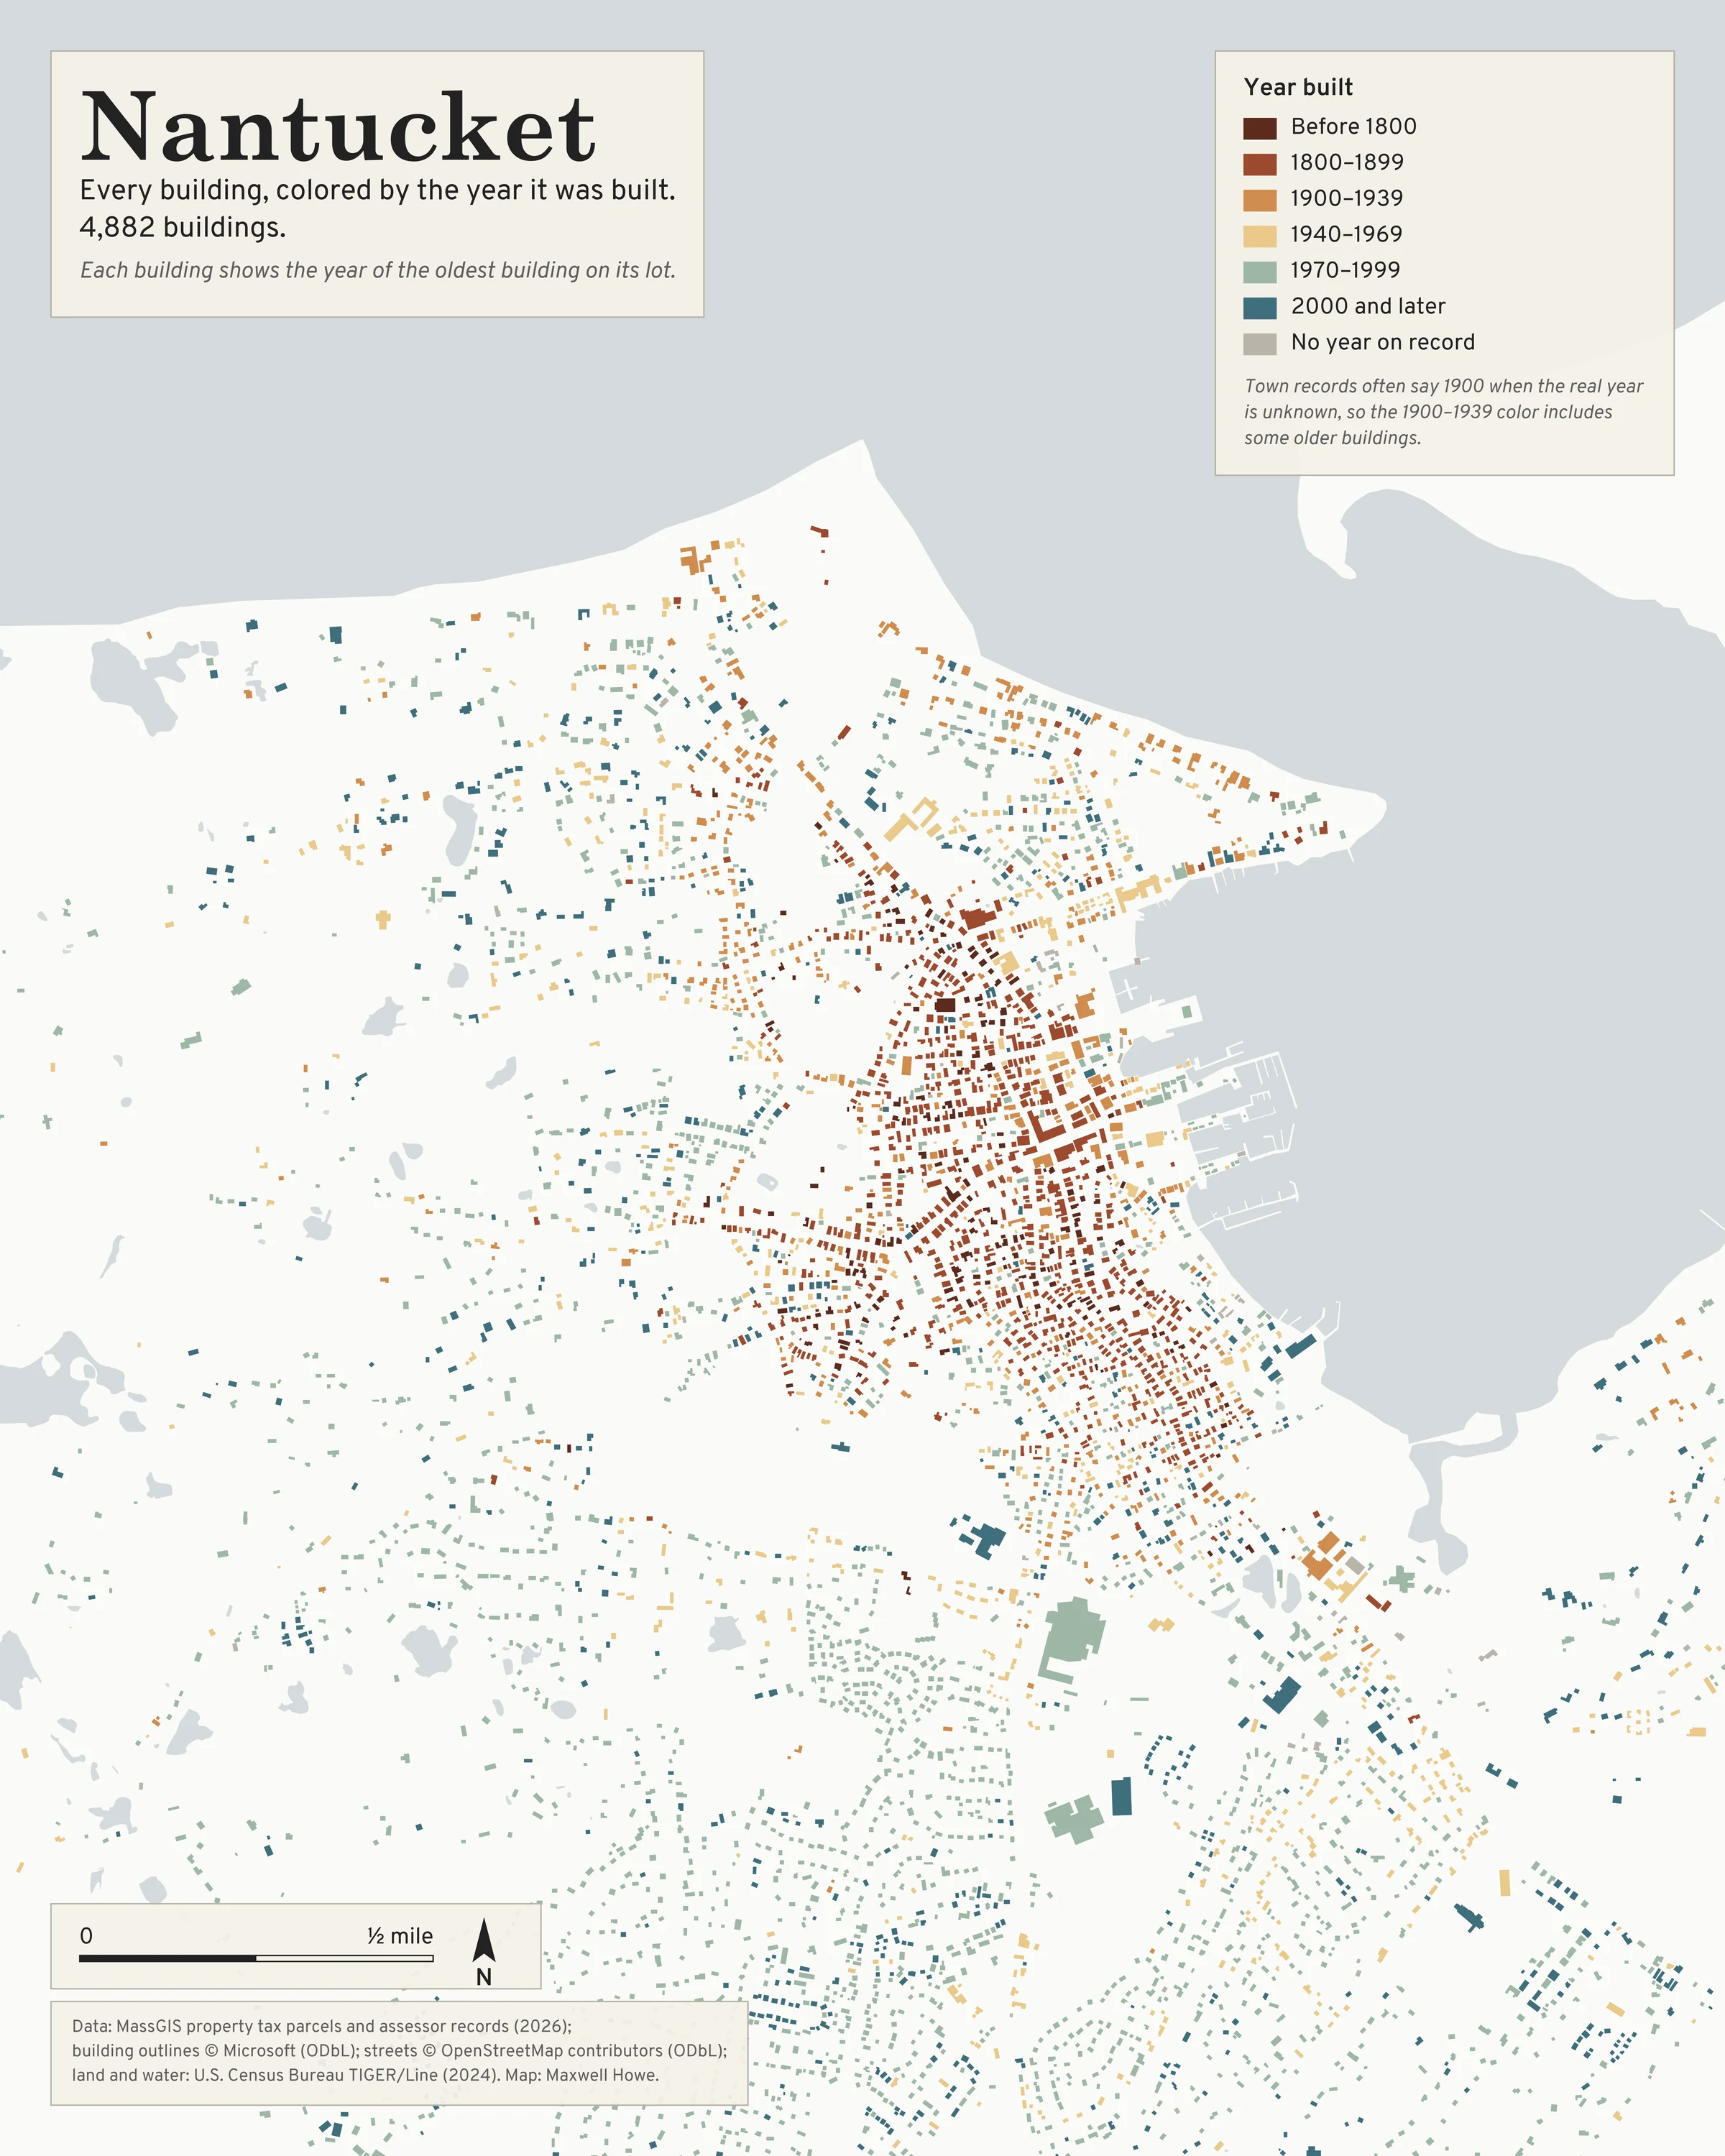 Nantucket
Every building, colored by the year it was built.
4,882 buildings.
Each building shows the year of the oldest building on its lot.
Year built
Before 1800
1800–1899
1900–1939
1940–1969
1970–1999
2000 and later
No year on record
Town records often say 1900 when the real year
is unknown, so the 1900–1939 color includes
some older buildings.
0 ½ mile
N
Data: MassGIS property tax parcels and assessor records (2026);
building outlines © Microsoft (ODbL); streets © OpenStreetMap contributors (ODbL);
land and water: U.S. Census Bureau TIGER/Line (2024). Map: Maxwell Howe.